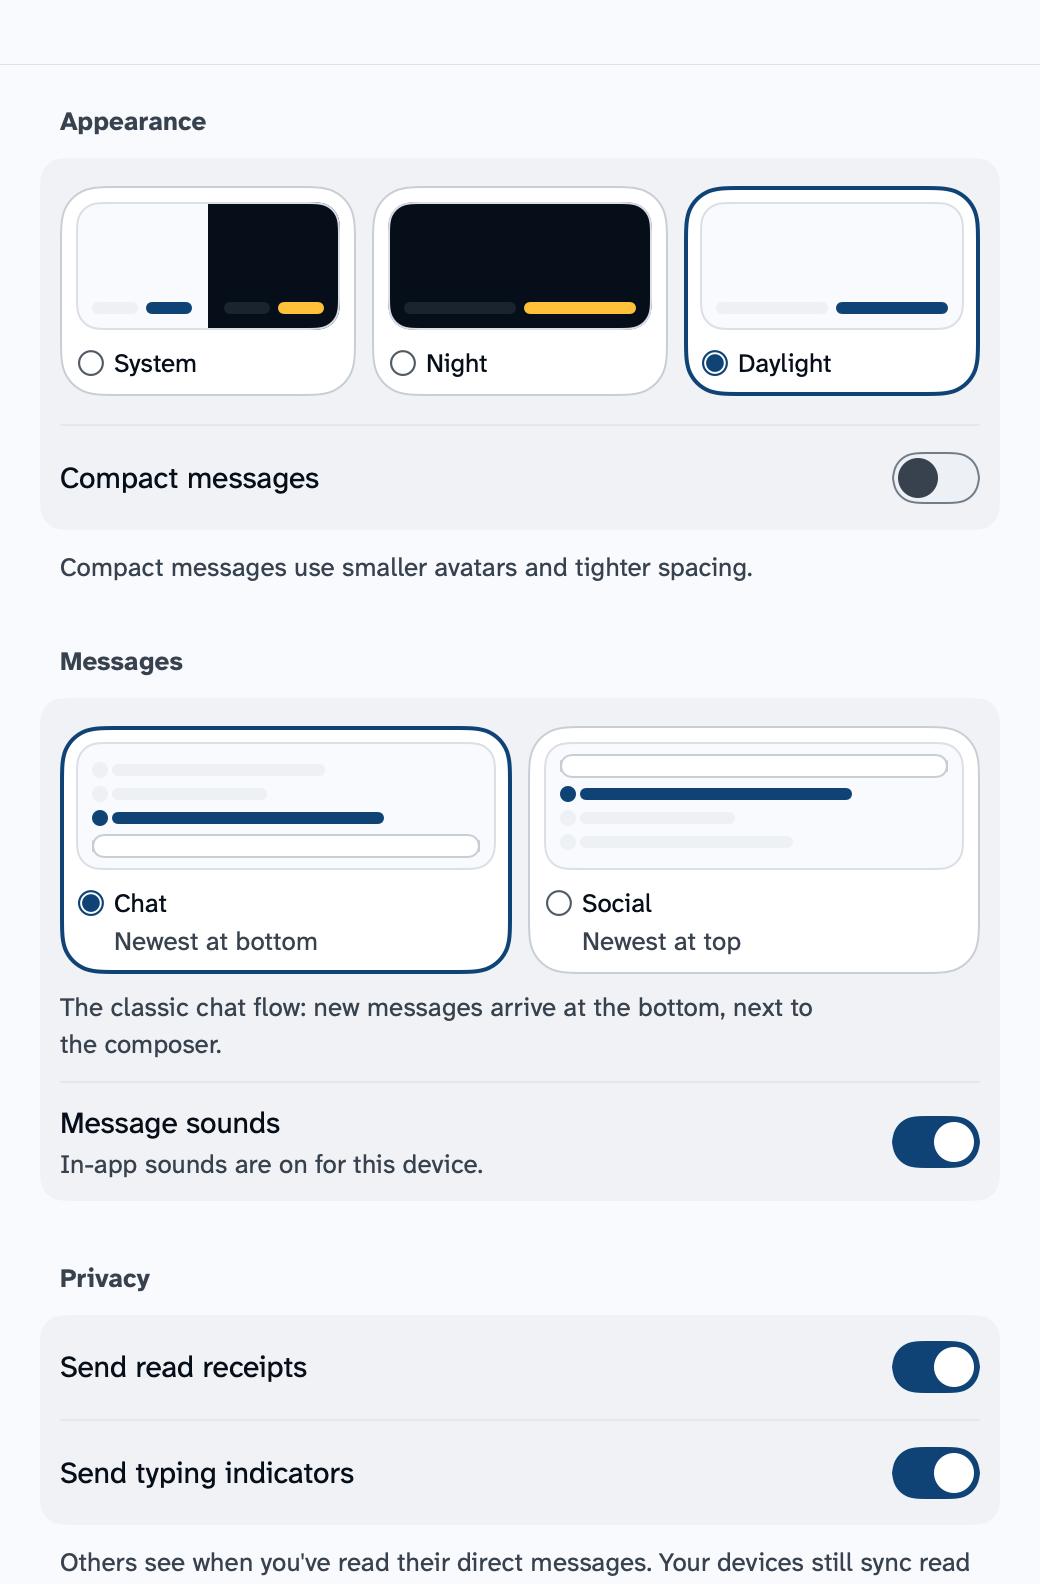 Appearance
System
Night
Daylight
Compact messages
Compact messages use smaller avatars and tighter spacing.
Messages
Chat
Newest at bottom
Social
Newest at top
The classic chat flow: new messages arrive at the bottom, next to
the composer.
Message sounds
In-app sounds are on for this device.
Privacy
Send read receipts
Send typing indicators
Others see when you've read their direct messages. Your devices still sync read